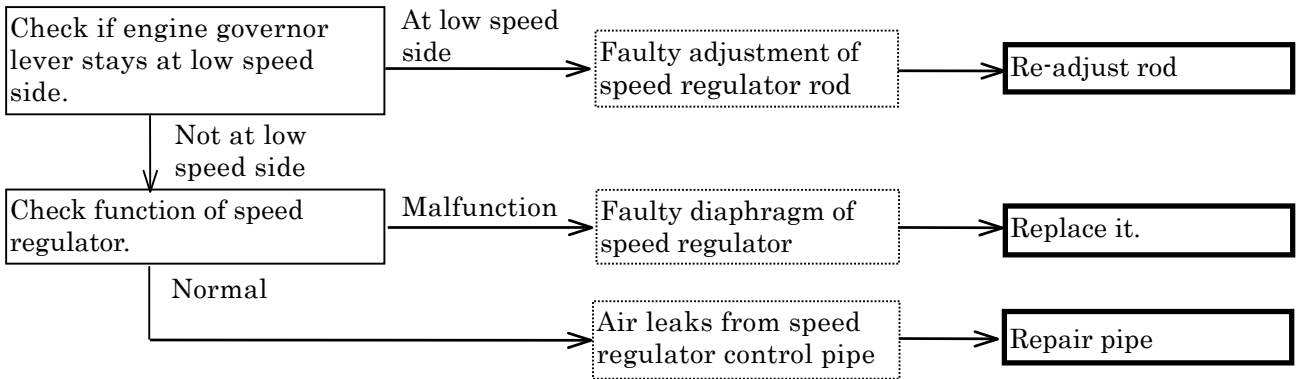 Check if engine governor
lever stays at low speed
side.
At low speed
side
Faulty adjustment of
speed regulator rod
Re-adjust rod
Not at low
speed side
Check function of speed
regulator.
Malfunction
Faulty diaphragm of
speed regulator
Replace it.
Normal
Air leaks from speed
regulator control pipe
Repair pipe